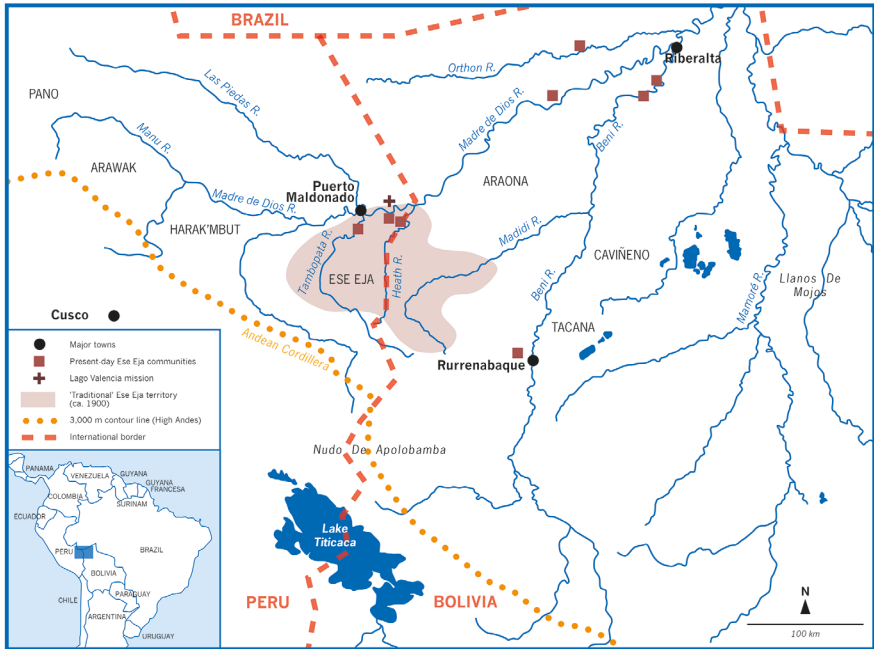 BRAZIL
Riberalta
Orthon R.
Las Piedas R.
PANO
Madre de Dios R.
Beni R.
Manu R.
ARAWAK
ARAONA
Puerto
Maldonado
Madre de Dios R.
HARAK'MBUT
Madidi R.
Tambopata R.
CAVIÑENO
ESE EJA
Heath R.
Beni R.
Mamoré R.
Llanos De
Mojos
Cusco
TACANA
Andean Cordillera
Rurrenabaque
Major towns
Present-day Ese Eja communities
Lago Valencia mission
'Traditional' Ese Eja territory
(ca. 1900)
3,000 m contour line (High Andes)
International border
Nudo De Apolobamba
Lake
Titicaca
PERU
BOLIVIA
N
100 km
PANAMA
VENEZUELA
GUYANA
GUYANA
FRANCESA
COLOMBIA
SURINAM
ECUADOR
PERU
BRAZIL
BOLIVIA
PARAGUAY
CHILE
ARGENTINA
URUGUAY